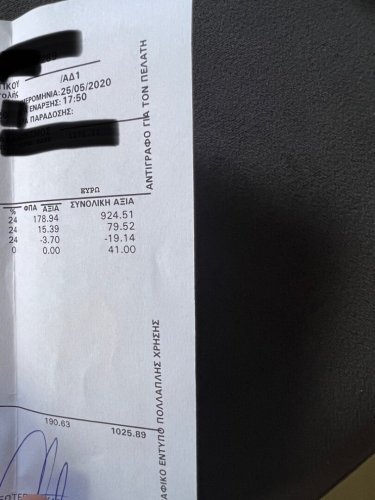 /ΑΔ1
ΗΜΕΡΟΜΗΝΙΑ: 25/05/2020
ΕΝΑΡΞΗΣ: 17:50
ΠΑΡΑΔΟΣΗΣ:
ΑΝΤΙΓΡΑΦΟ ΓΙΑ ΤΟΝ ΠΕΛΑΤΗ
ΕΥΡΩ
% ΦΠΑ ΑΞΙΑ ΣΥΝΟΛΙΚΗ ΑΞΙΑ
24 178.94 924.51
24 15.39 79.52
24 -3.70 -19.14
0 0.00 41.00
190.63 1025.89
ΕΝΤΥΠΟ ΠΟΛΛΑΠΛΗΣ ΧΡΗΣΗΣ